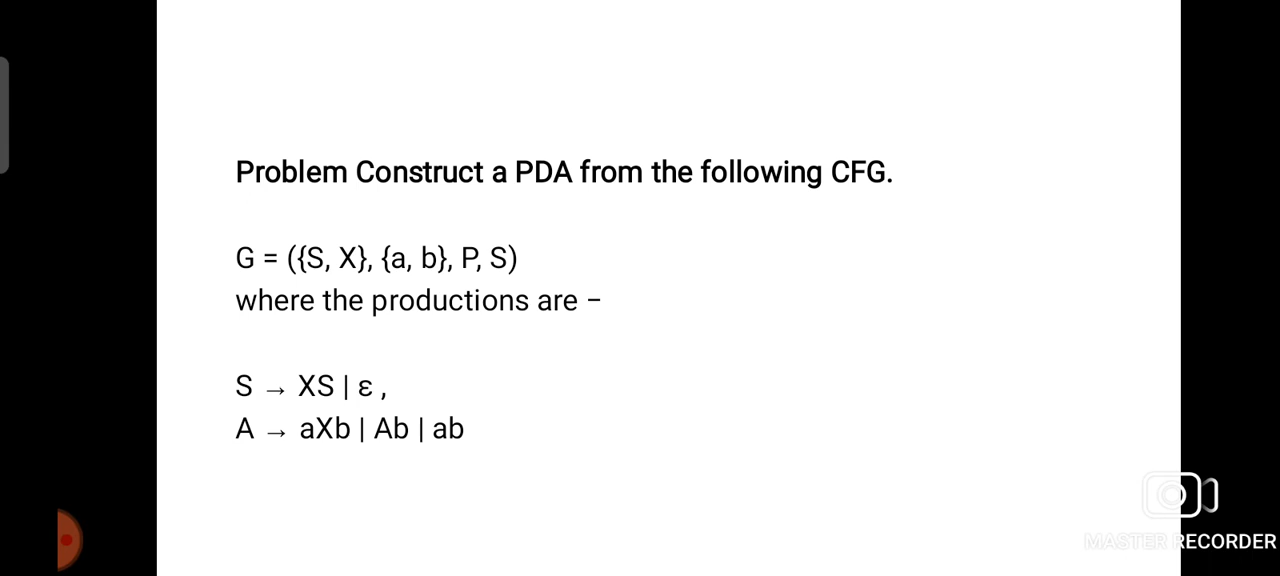 Problem Construct a PDA from the following CFG.
G = ({S, X}, {a, b}, P, S)
where the productions are −
S → XS | ε ,
A → aXb | Ab | ab
MASTER RECORDER